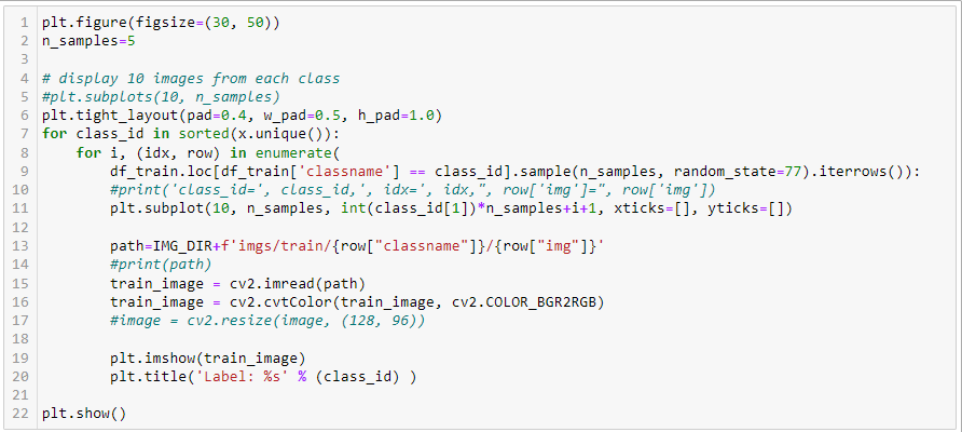 1 plt.figure(figsize=(30, 50))
2 n_samples=5
3
4 # display 10 images from each class
5 #plt.subplots(10, n_samples)
6 plt.tight_layout(pad=0.4, w_pad=0.5, h_pad=1.0)
7 for class_id in sorted(x.unique()):
8     for i, (idx, row) in enumerate(
9         df_train.loc[df_train['classname'] == class_id].sample(n_samples, random_state=77).iterrows()):
10         #print('class_id=', class_id,', idx=', idx,", row['img']=", row['img'])
11         plt.subplot(10, n_samples, int(class_id[1])*n_samples+i+1, xticks=[], yticks=[])
12
13         path=IMG_DIR+f'imgs/train/{row["classname"]}/{row["img"]}'
14         #print(path)
15         train_image = cv2.imread(path)
16         train_image = cv2.cvtColor(train_image, cv2.COLOR_BGR2RGB)
17         #image = cv2.resize(image, (128, 96))
18
19         plt.imshow(train_image)
20         plt.title('Label: %s' % (class_id) )
21
22 plt.show()